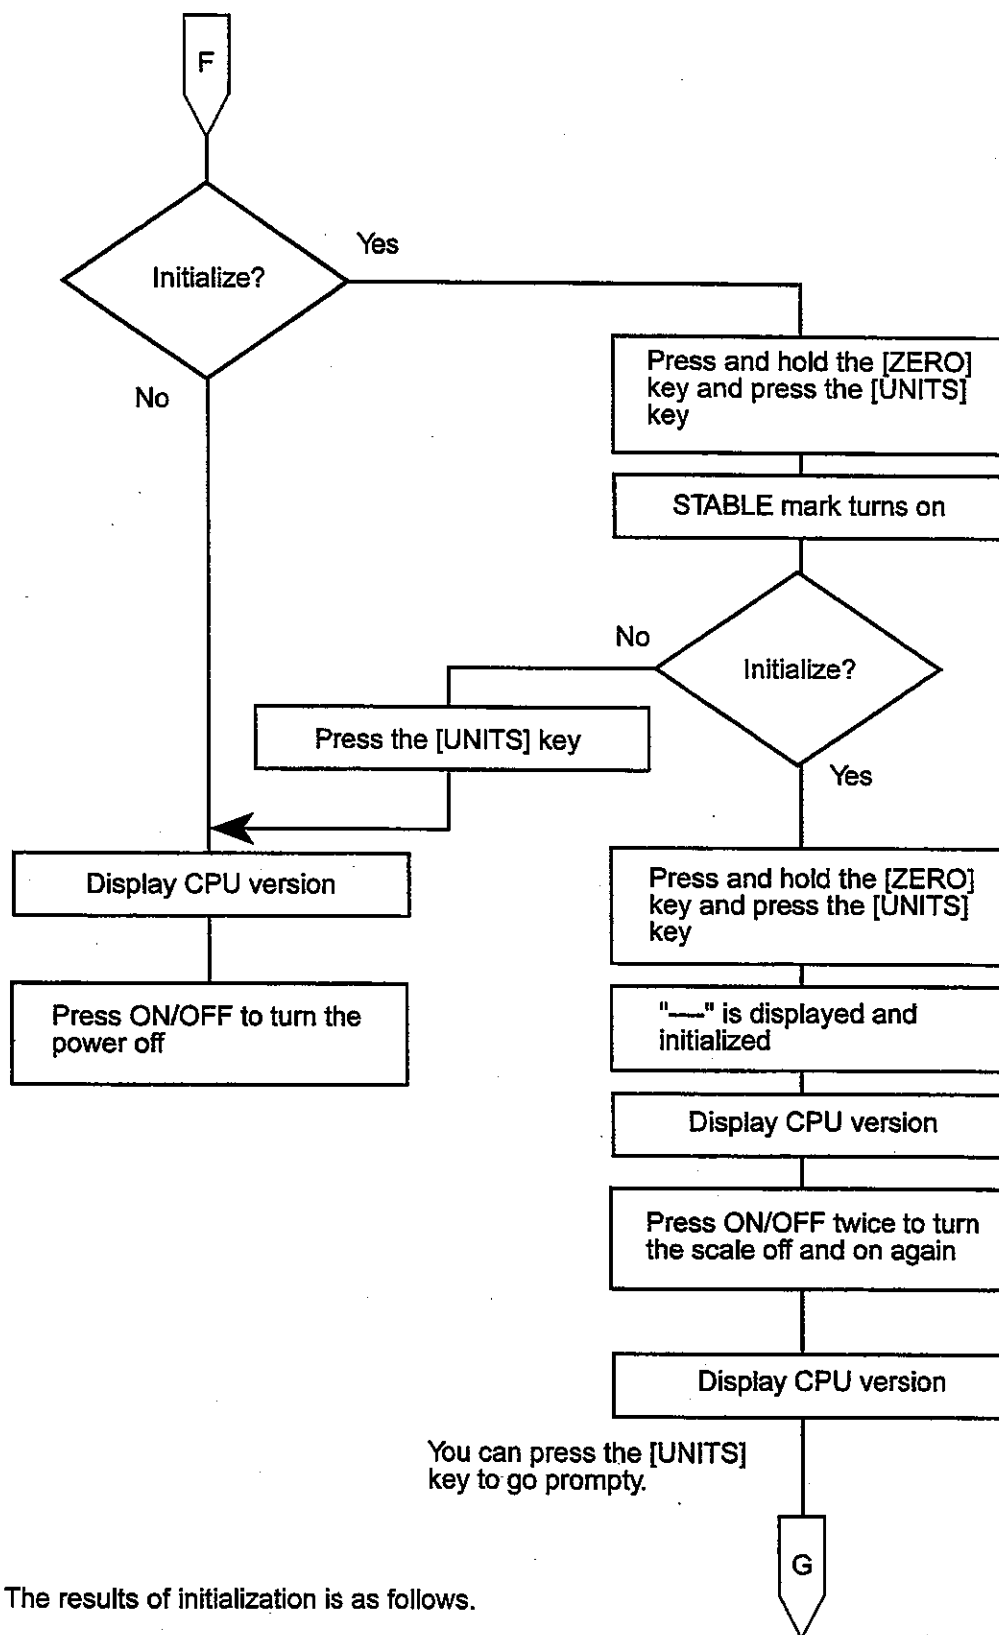 F
Initialize?
Yes
No
Press and hold the [ZERO]
key and press the [UNITS]
key
STABLE mark turns on
Initialize?
No
Yes
Press the [UNITS] key
Display CPU version
Press ON/OFF to turn the
power off
Press and hold the [ZERO]
key and press the [UNITS]
key
"-----" is displayed and
initialized
Display CPU version
Press ON/OFF twice to turn
the scale off and on again
Display CPU version
You can press the [UNITS]
key to go prompty.
G
The results of initialization is as follows.